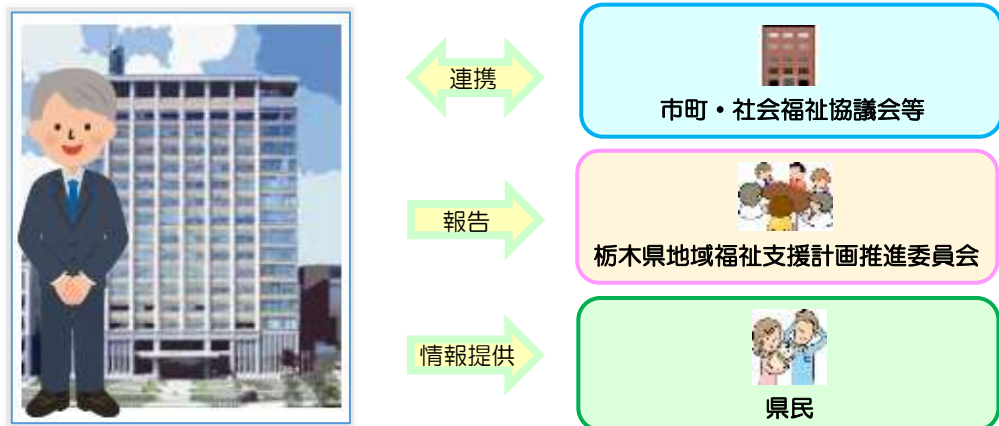 連携
市町・社会福祉協議会等
報告
栃木県地域福祉支援計画推進委員会
情報提供
県民